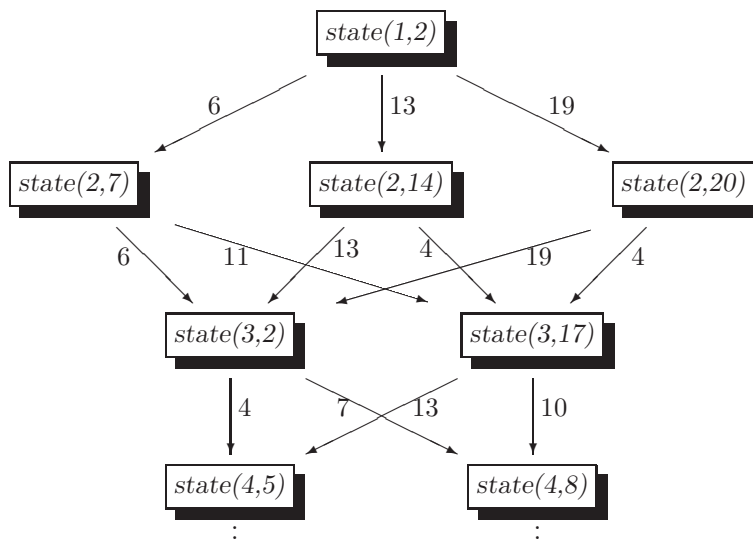 state(1,2)
6 13 19
state(2,7) state(2,14) state(2,20)
6 11 13 4 19 4
state(3,2) state(3,17)
4 7 13 10
state(4,5) state(4,8)
⋮ ⋮